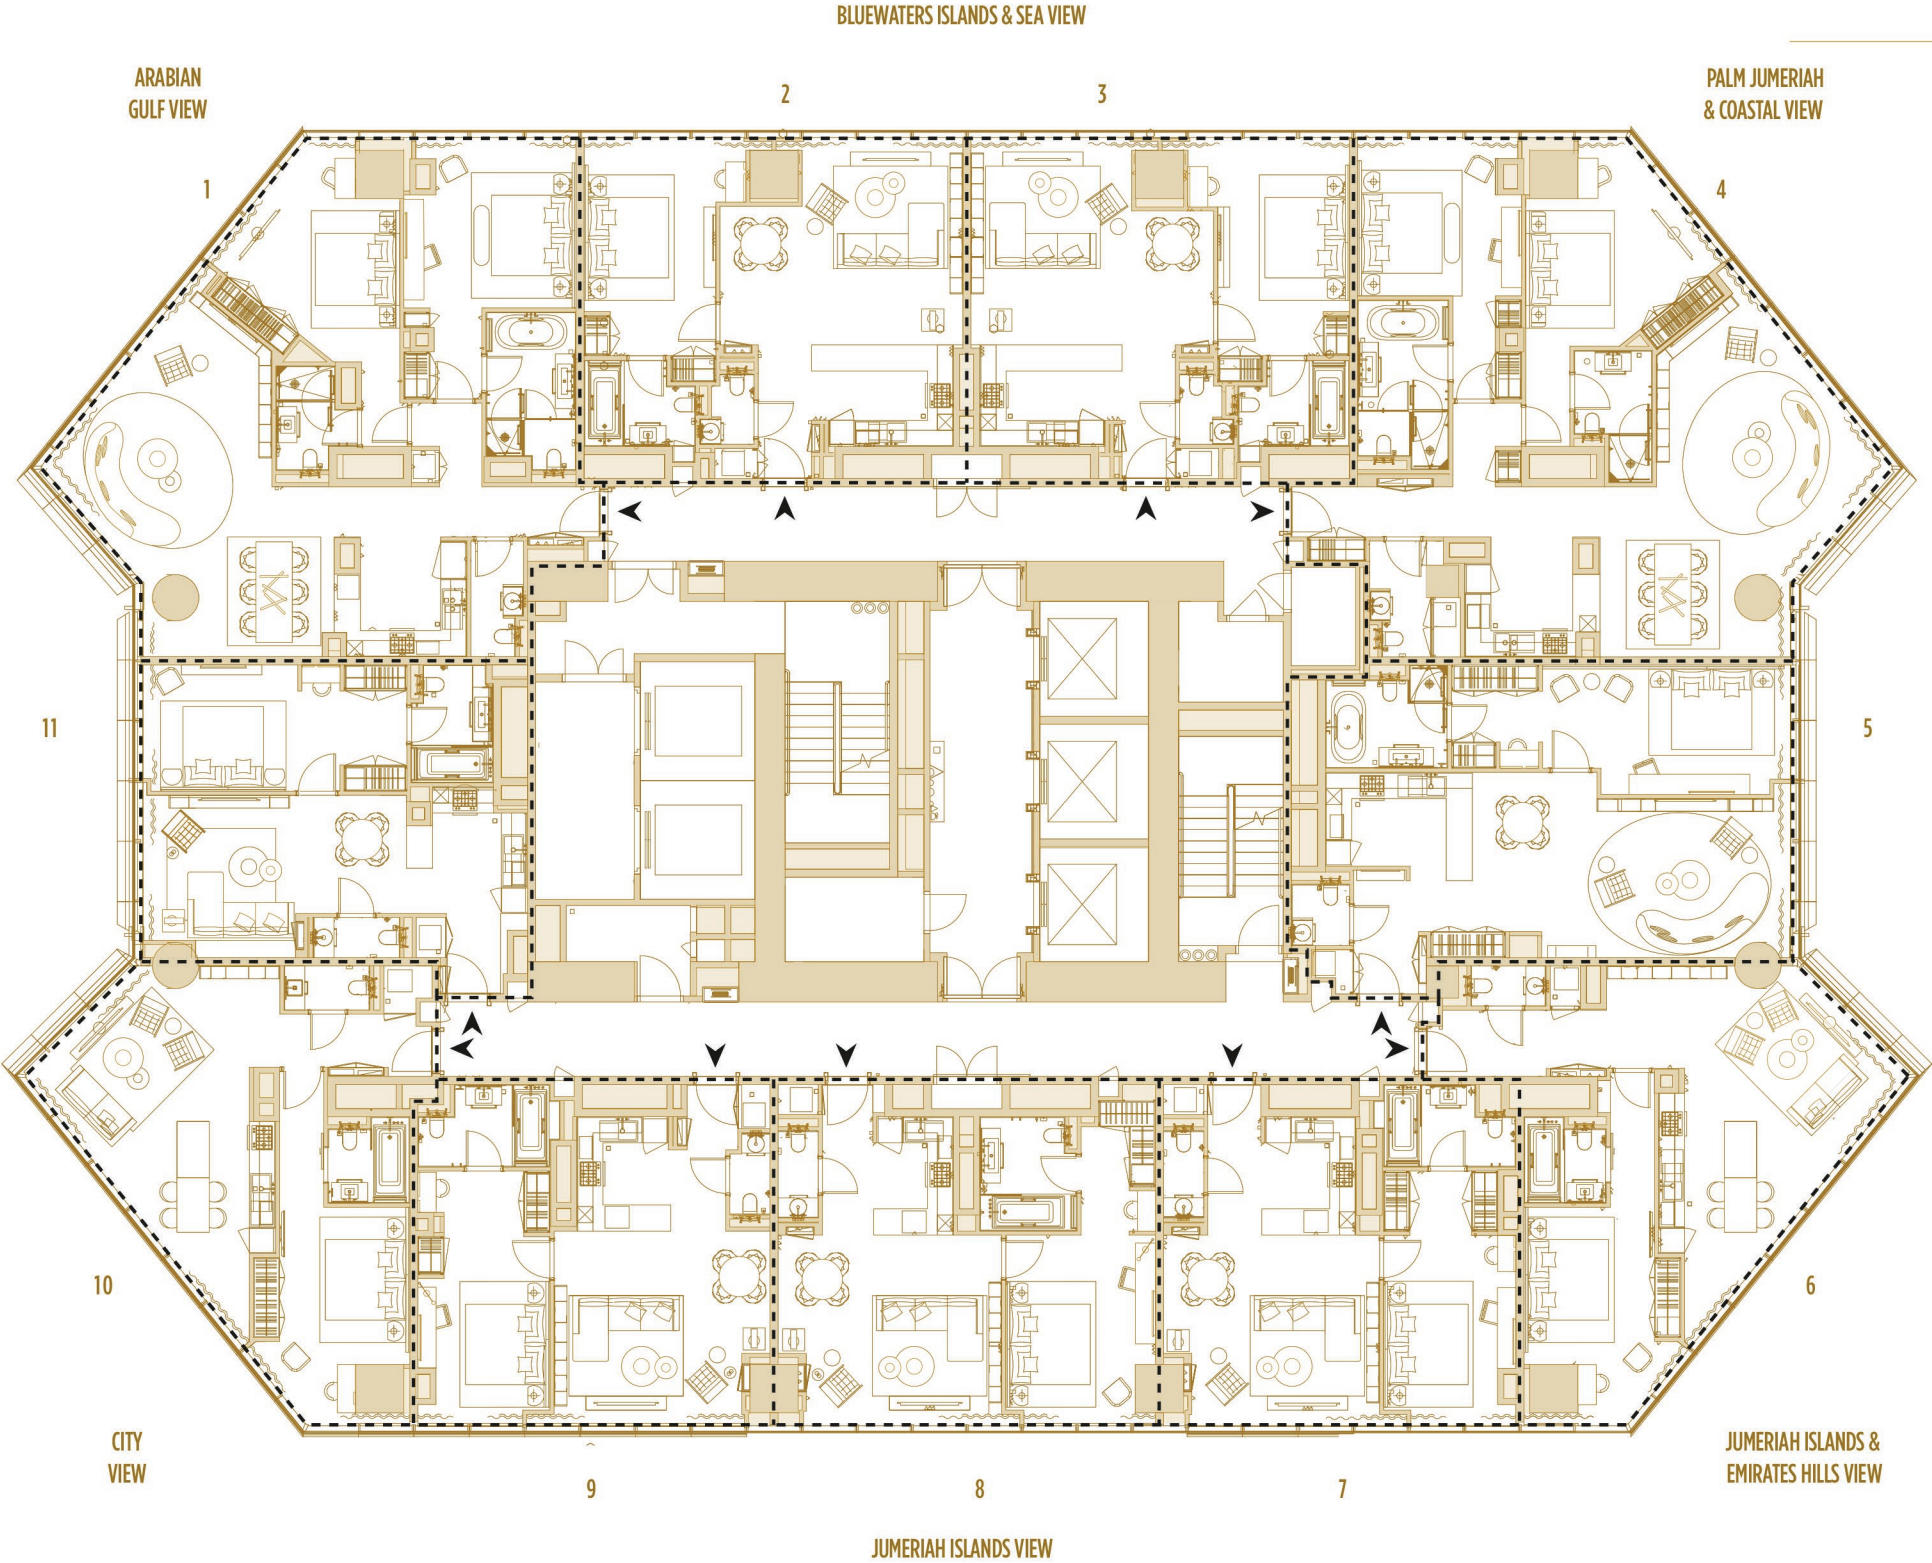 BLUEWATERS ISLANDS & SEA VIEW
ARABIAN
GULF VIEW
2
3
PALM JUMERIAH
& COASTAL VIEW
1
4
11
5
10
6
CITY
VIEW
JUMERIAH ISLANDS &
EMIRATES HILLS VIEW
9
8
7
JUMERIAH ISLANDS VIEW